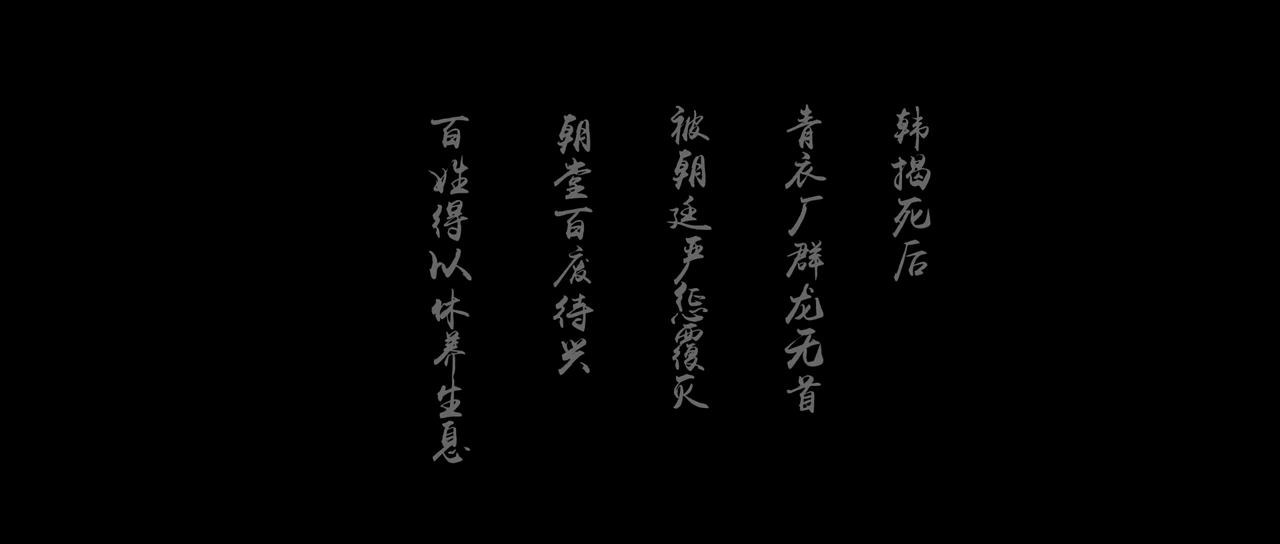 韩揭死后
青衣厂群龙无首
被朝廷严惩覆灭
朝堂百废待兴
百姓得以休养生息